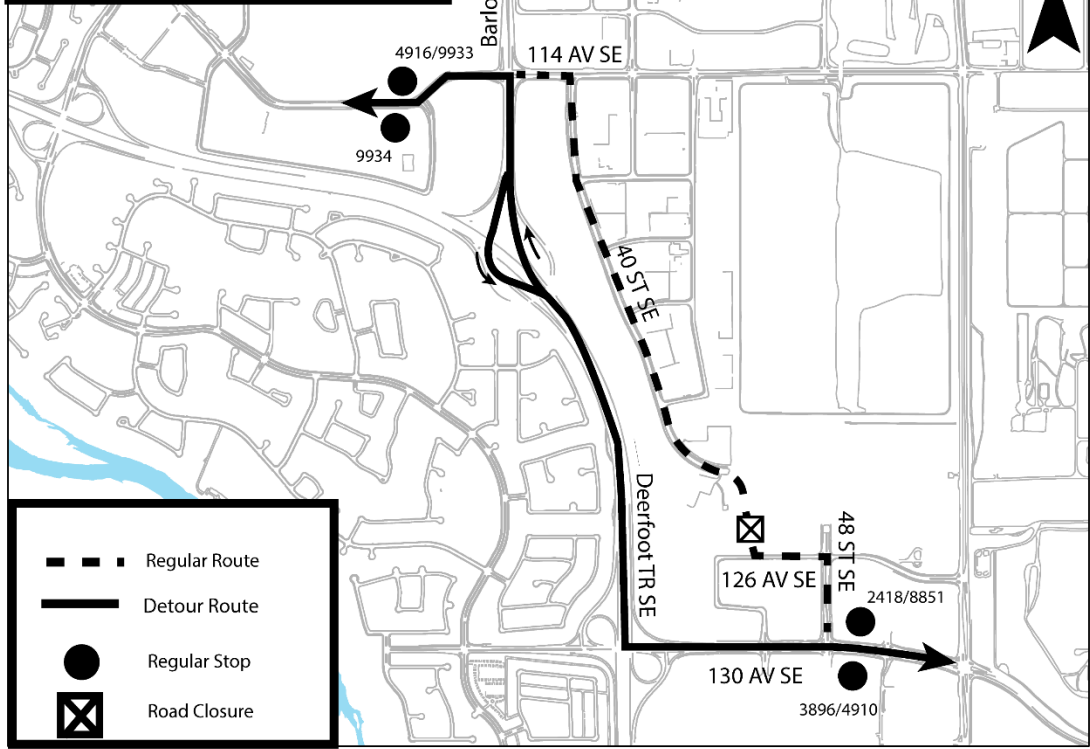 Barlo
4916/9933
114 AV SE
9934
40 ST SE
Deerfoot TR SE
48 ST SE
126 AV SE
2418/8851
130 AV SE
3896/4910
Regular Route
Detour Route
Regular Stop
Road Closure